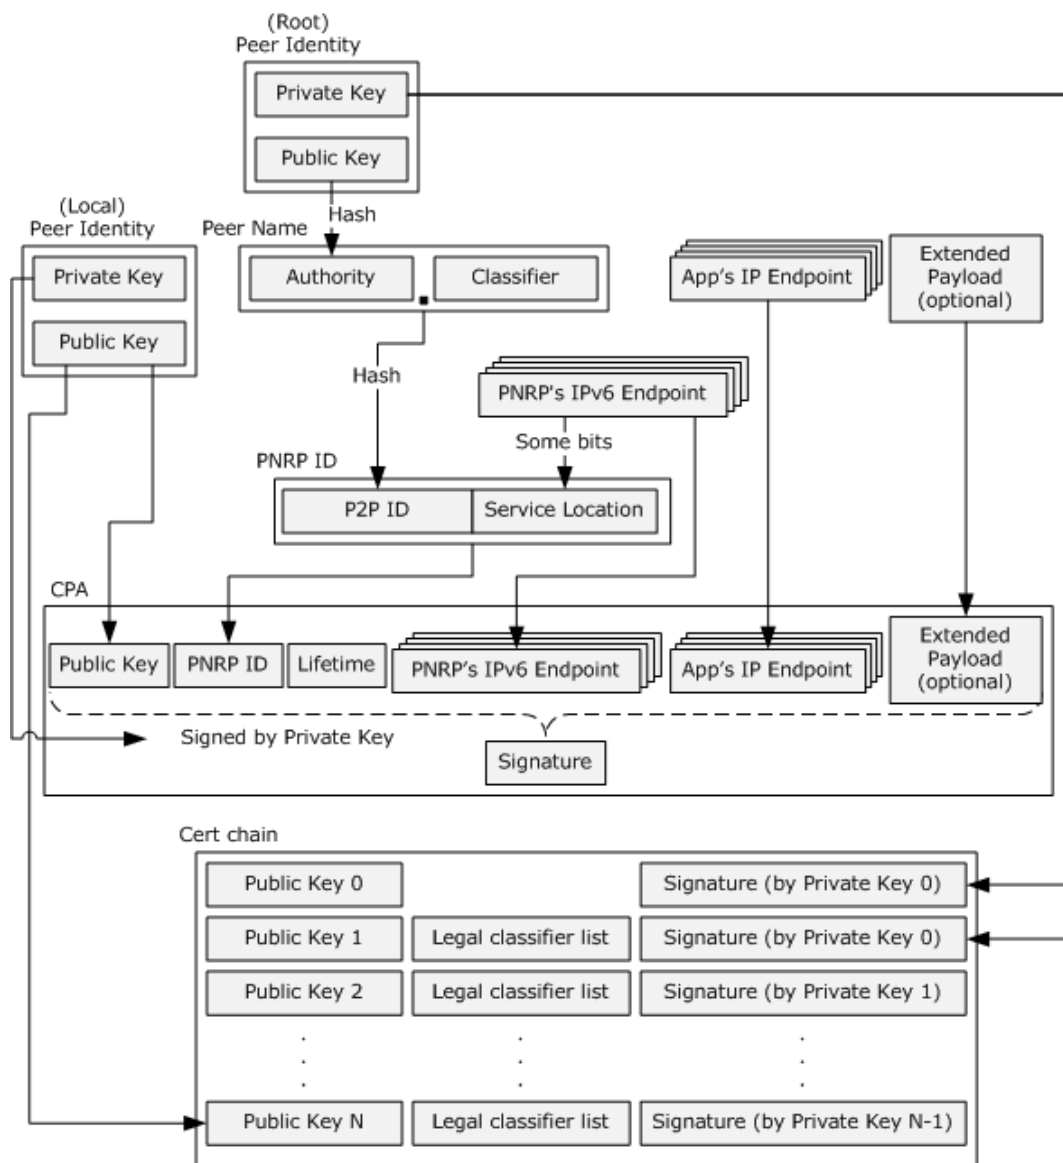 (Root)
Peer Identity
Private Key
Public Key
Hash
(Local)
Peer Identity
Private Key
Public Key
Peer Name
Authority
.
Classifier
App's IP Endpoint
Extended
Payload
(optional)
Hash
PNRP's IPv6 Endpoint
Some bits
PNRP ID
P2P ID
Service Location
CPA
Public Key
PNRP ID
Lifetime
PNRP's IPv6 Endpoint
App's IP Endpoint
Extended
Payload
(optional)
Signed by Private Key
Signature
Cert chain
Public Key 0
Signature (by Private Key 0)
Public Key 1
Legal classifier list
Signature (by Private Key 0)
Public Key 2
Legal classifier list
Signature (by Private Key 1)
. . .
. . .
. . .
Public Key N
Legal classifier list
Signature (by Private Key N-1)